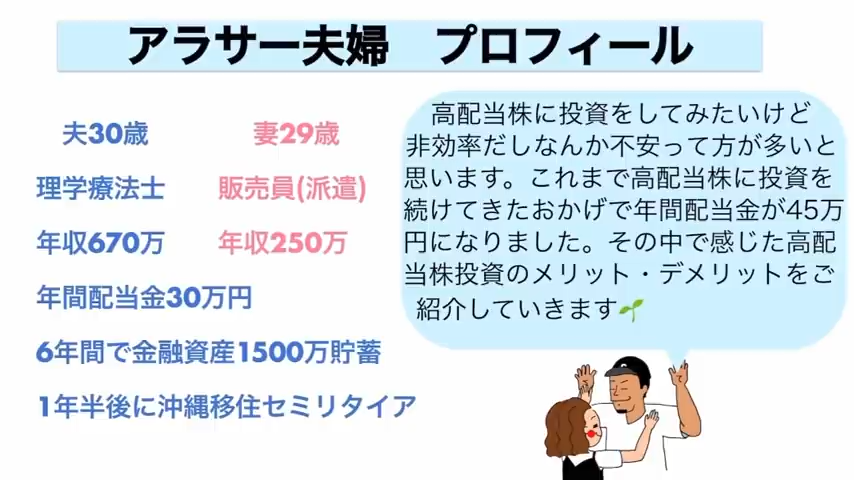 アラサー夫婦　プロフィール
夫30歳
妻29歳
理学療法士
販売員(派遣)
年収670万
年収250万
年間配当金30万円
6年間で金融資産1500万貯蓄
1年半後に沖縄移住セミリタイア
高配当株に投資をしてみたいけど
非効率だしなんか不安って方が多いと
思います。これまで高配当株に投資を
続けてきたおかげで年間配当金が45万
円になりました。その中で感じた高配
当株投資のメリット・デメリットをご
紹介していきます🌱